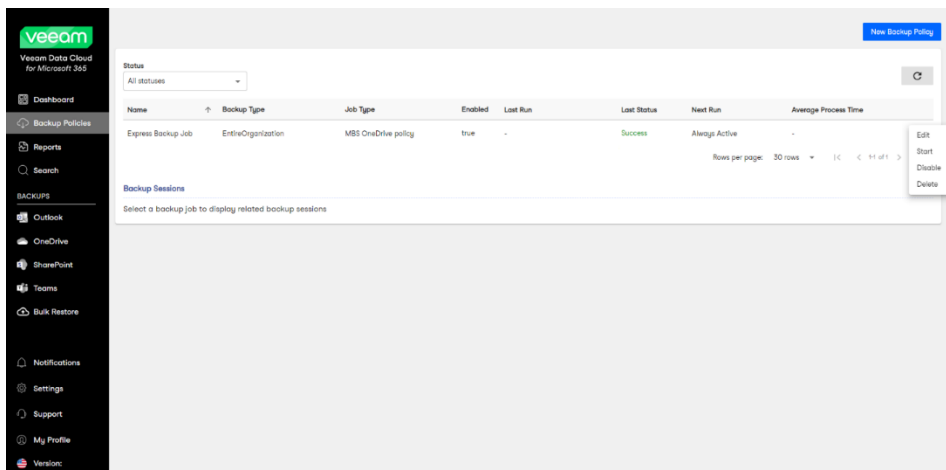 veeam
Veeam Data Cloud
for Microsoft 365
Dashboard
Backup Policies
Reports
Search
BACKUPS
Outlook
OneDrive
SharePoint
Teams
Bulk Restore
Notifications
Settings
Support
My Profile
Version:
New Backup Policy
Status
All statuses
Name Backup Type Job Type Enabled Last Run Last Status Next Run Average Process Time
Express Backup Job EntireOrganization MBS OneDrive policy true - Success Always Active -
Rows per page: 30 rows 1-1 of 1
Edit
Start
Disable
Delete
Backup Sessions
Select a backup job to display related backup sessions